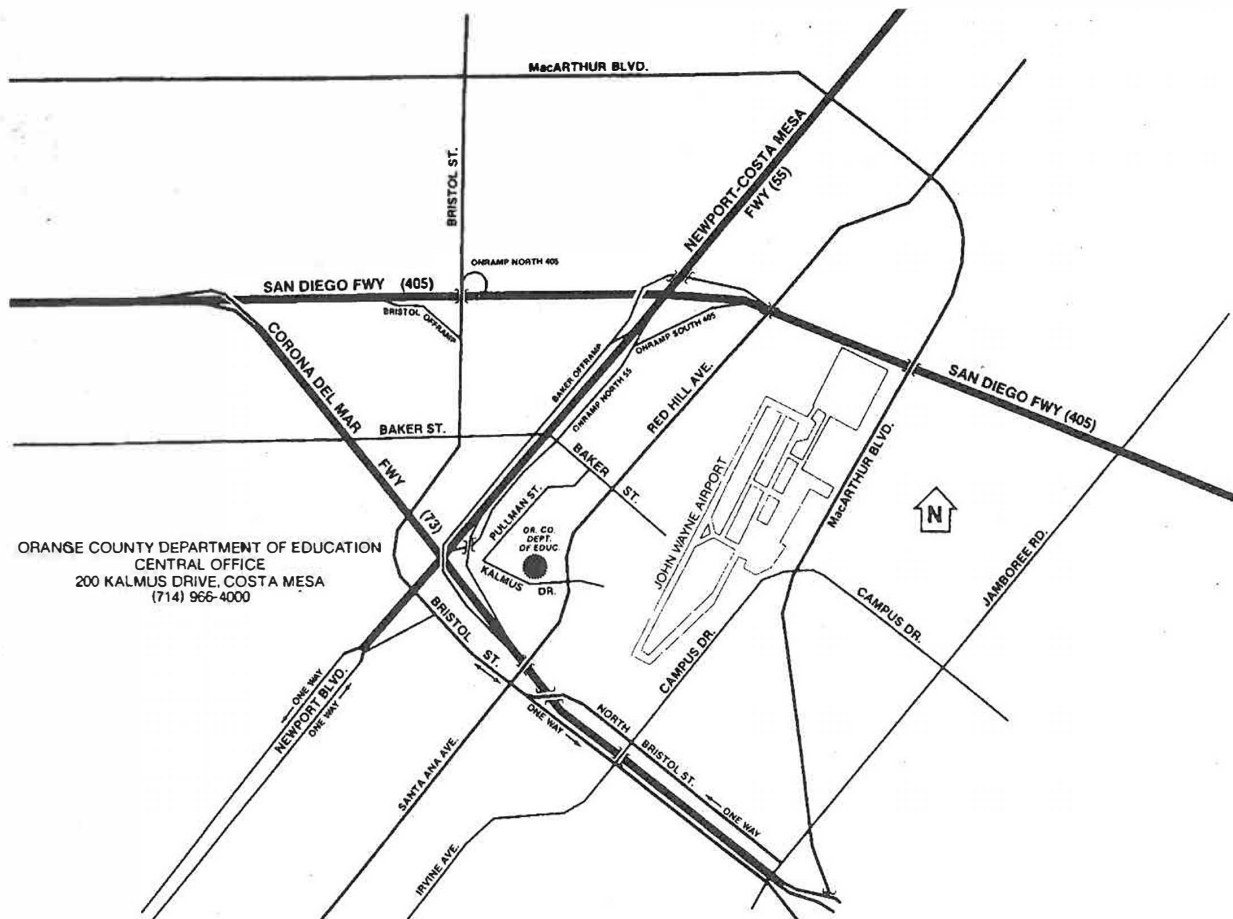 MacARTHUR BLVD.
BRISTOL ST.
NEWPORT-COSTA MESA
FWY (55)
ONRAMP NORTH 405
SAN DIEGO FWY (405)
BRISTOL OFFRAMP
ONRAMP SOUTH 405
CORONA DEL MAR
FWY
(73)
BAKER OFFRAMP
ONRAMP NORTH 55
RED HILL AVE.
SAN DIEGO FWY (405)
BAKER ST.
BAKER
ST.
MacARTHUR BLVD.
JOHN WAYNE AIRPORT
N
PULLMAN ST.
OR. CO.
DEPT.
OF EDUC.
KALMUS
DR.
ORANGE COUNTY DEPARTMENT OF EDUCATION
CENTRAL OFFICE
200 KALMUS DRIVE, COSTA MESA
(714) 966-4000
JAMBOREE RD.
CAMPUS DR.
CAMPUS DR.
BRISTOL
ST.
ONE WAY
NEWPORT BLVD.
ONE WAY
ONE WAY
NORTH
BRISTOL ST.
ONE WAY
SANTA ANA AVE.
IRVINE AVE.